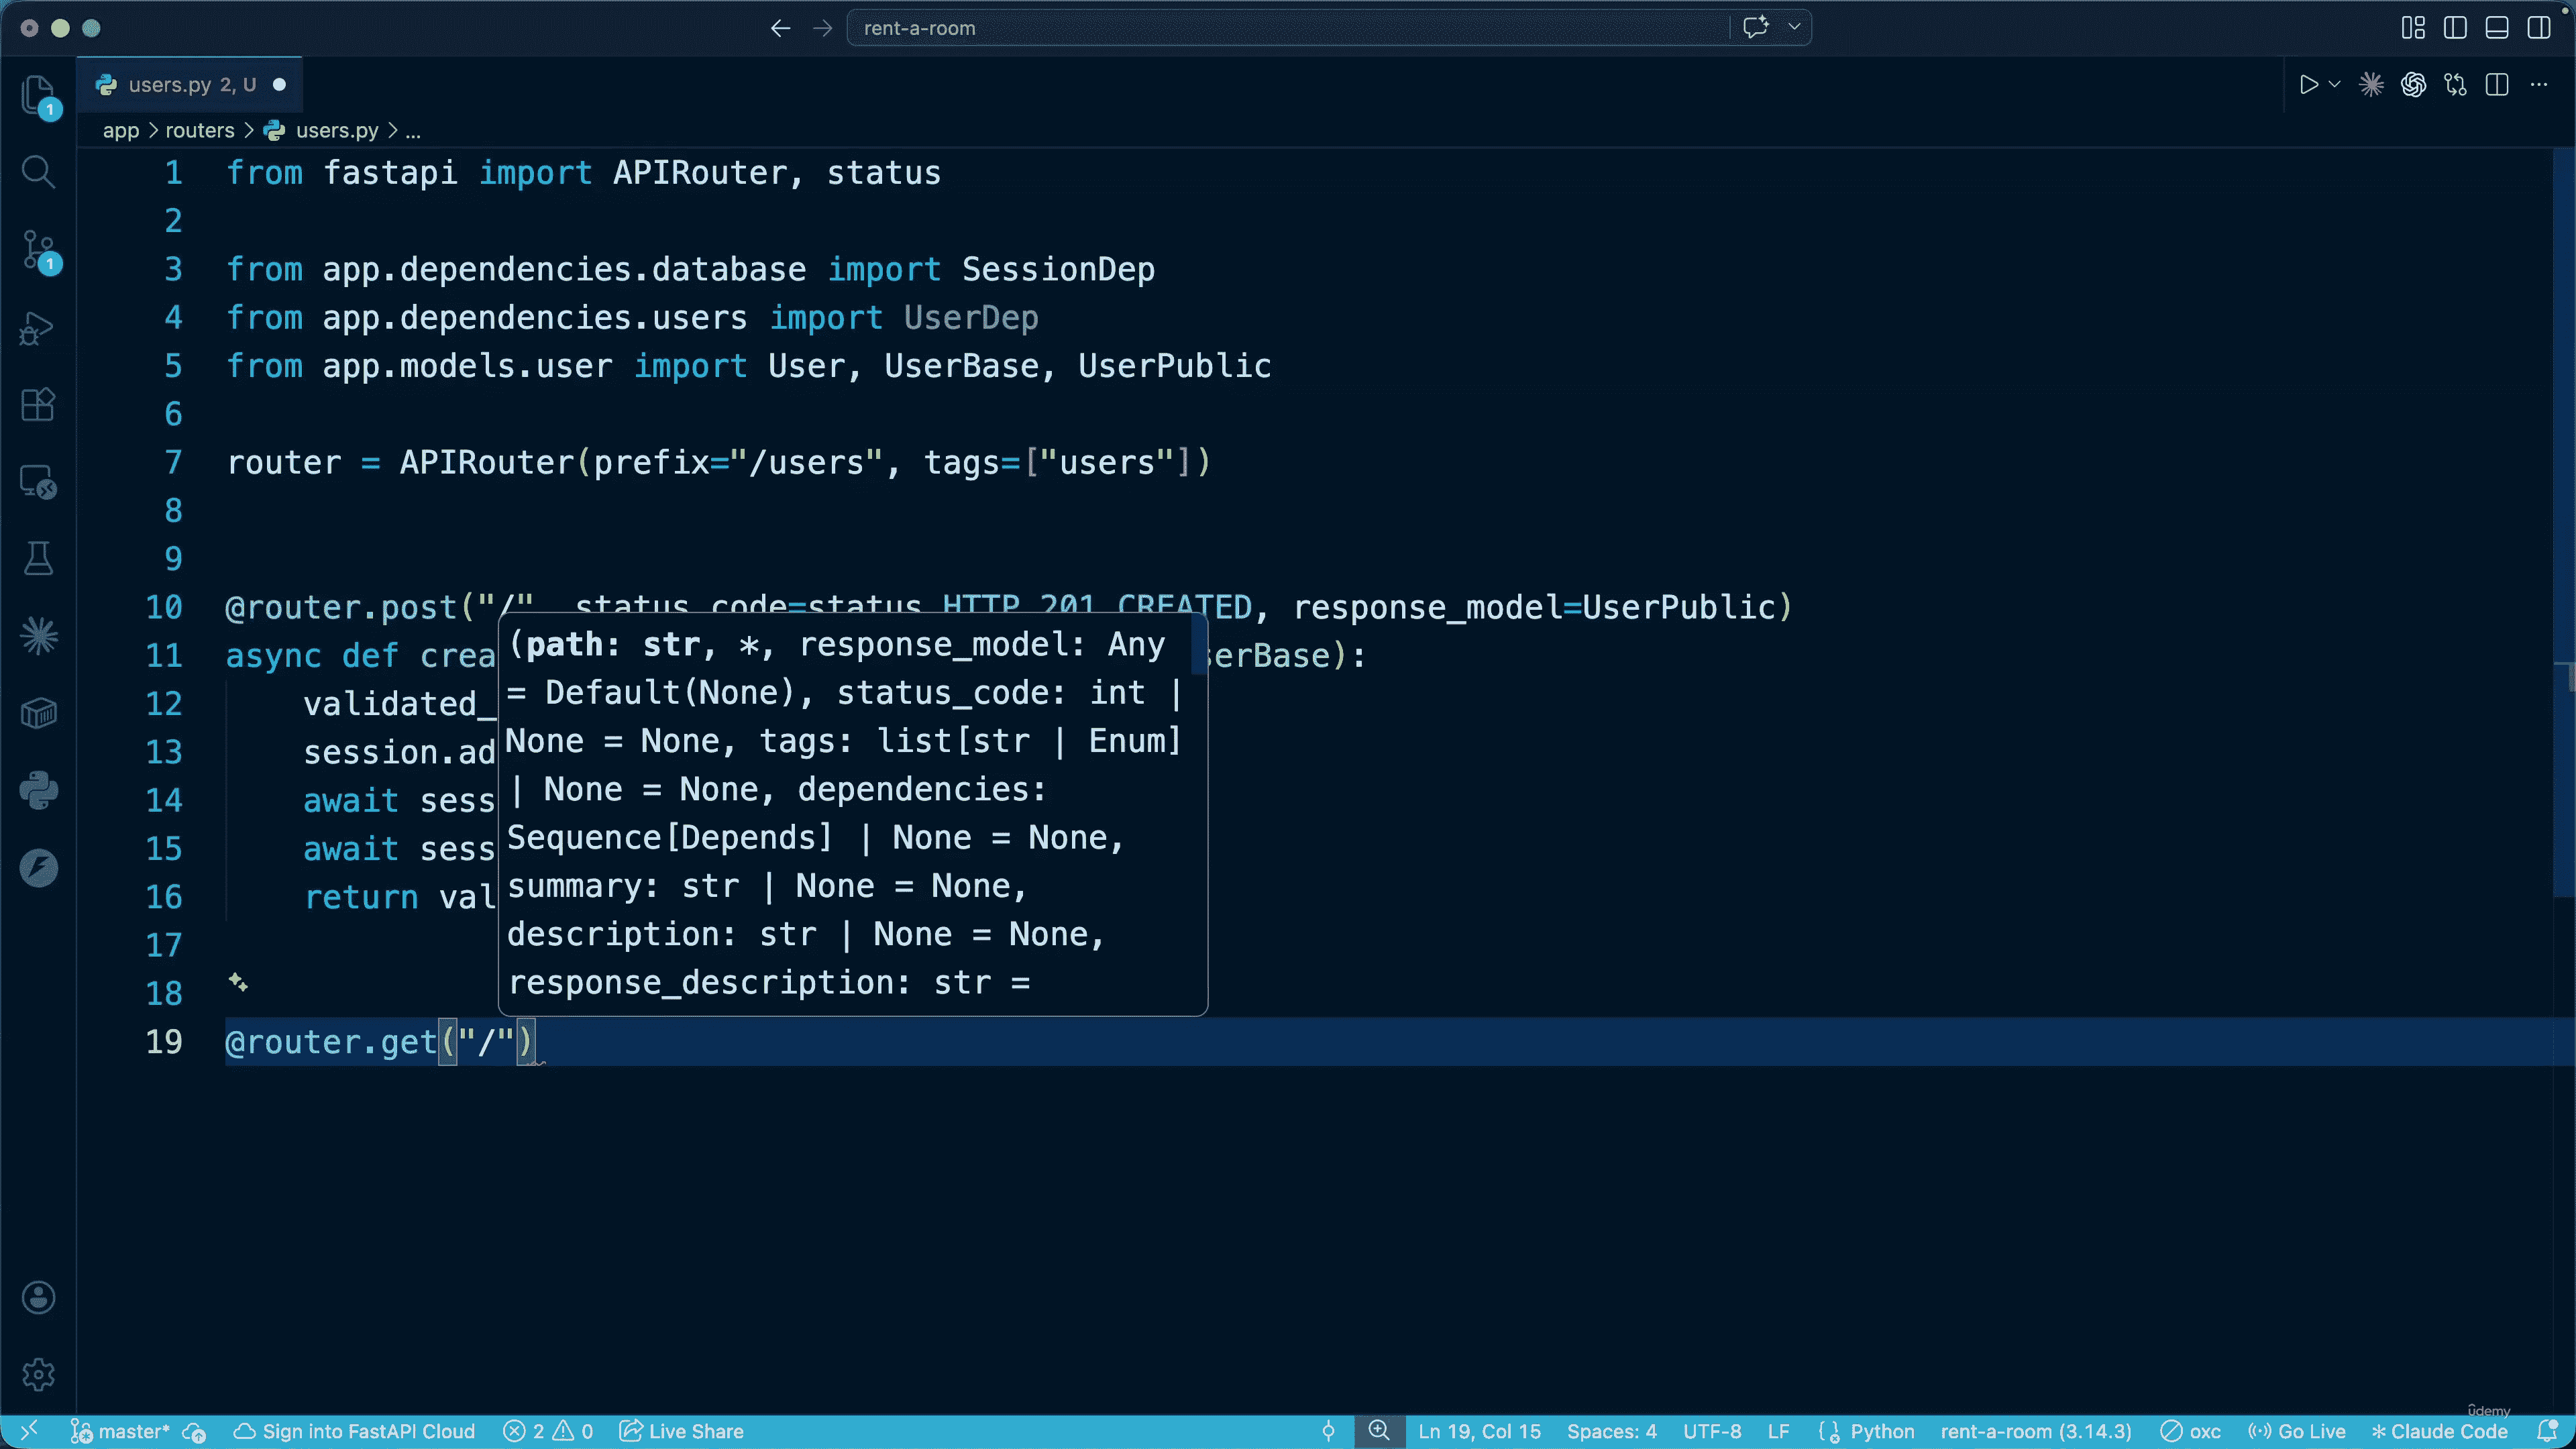 rent-a-room
users.py 2, U
app > routers > users.py > ...
1 from fastapi import APIRouter, status
2
3 from app.dependencies.database import SessionDep
4 from app.dependencies.users import UserDep
5 from app.models.user import User, UserBase, UserPublic
6
7 router = APIRouter(prefix="/users", tags=["users"])
8
9
10 @router.post("/", status_code=status.HTTP_201_CREATED, response_model=UserPublic)
11 async def crea serBase):
12 validated_
13 session.ad
14 await sess
15 await sess
16 return val
17
18
19 @router.get("/")
(path: str, *, response_model: Any
= Default(None), status_code: int |
None = None, tags: list[str | Enum]
| None = None, dependencies:
Sequence[Depends] | None = None,
summary: str | None = None,
description: str | None = None,
response_description: str =
1
1
udemy
master* Sign into FastAPI Cloud 2 0 Live Share Ln 19, Col 15 Spaces: 4 UTF-8 LF Python rent-a-room (3.14.3) oxc Go Live Claude Code